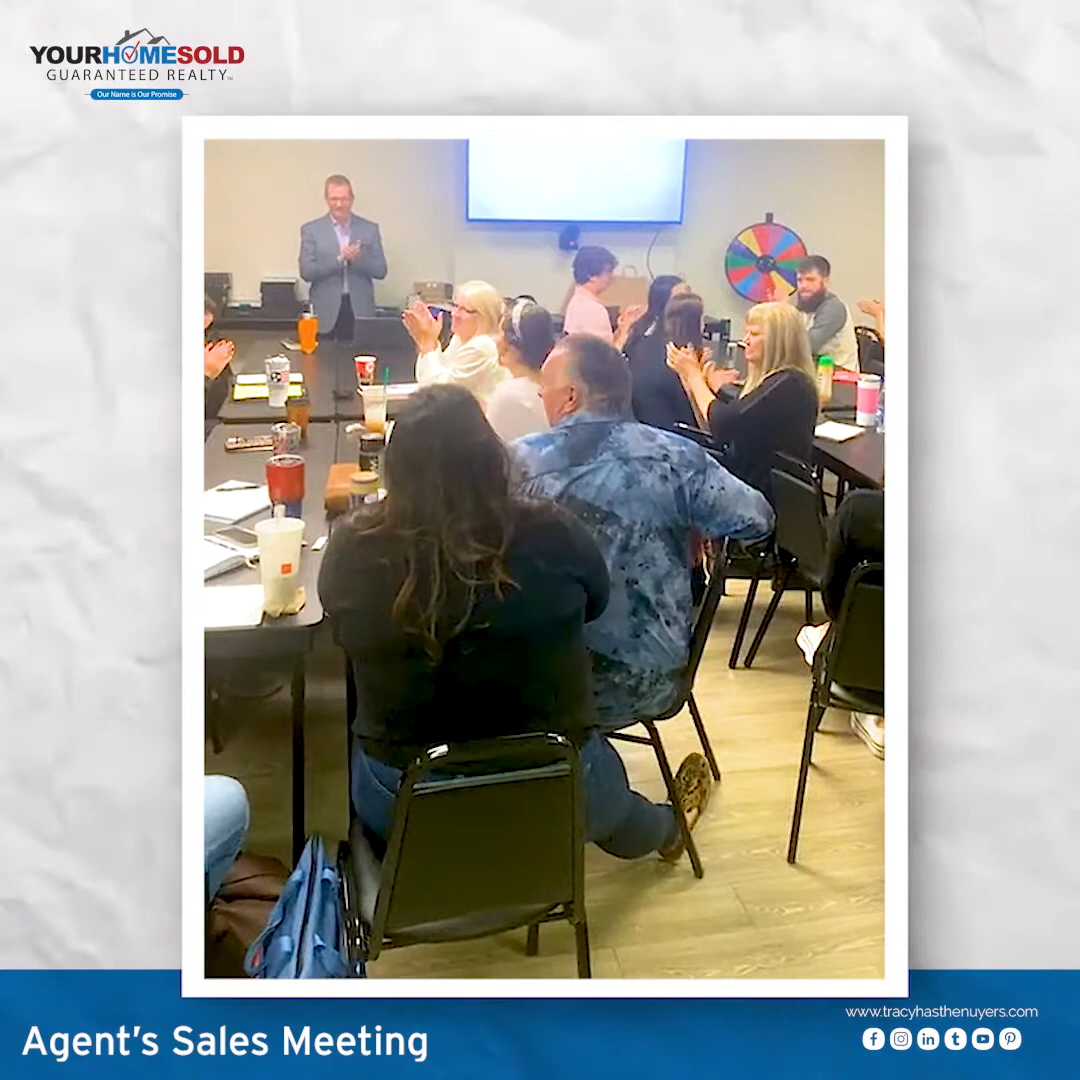 YOURHOMESOLD
GUARANTEED REALTY
Our Name is Our Promise
www.tracyhasthenuyers.com
Agent's Sales Meeting